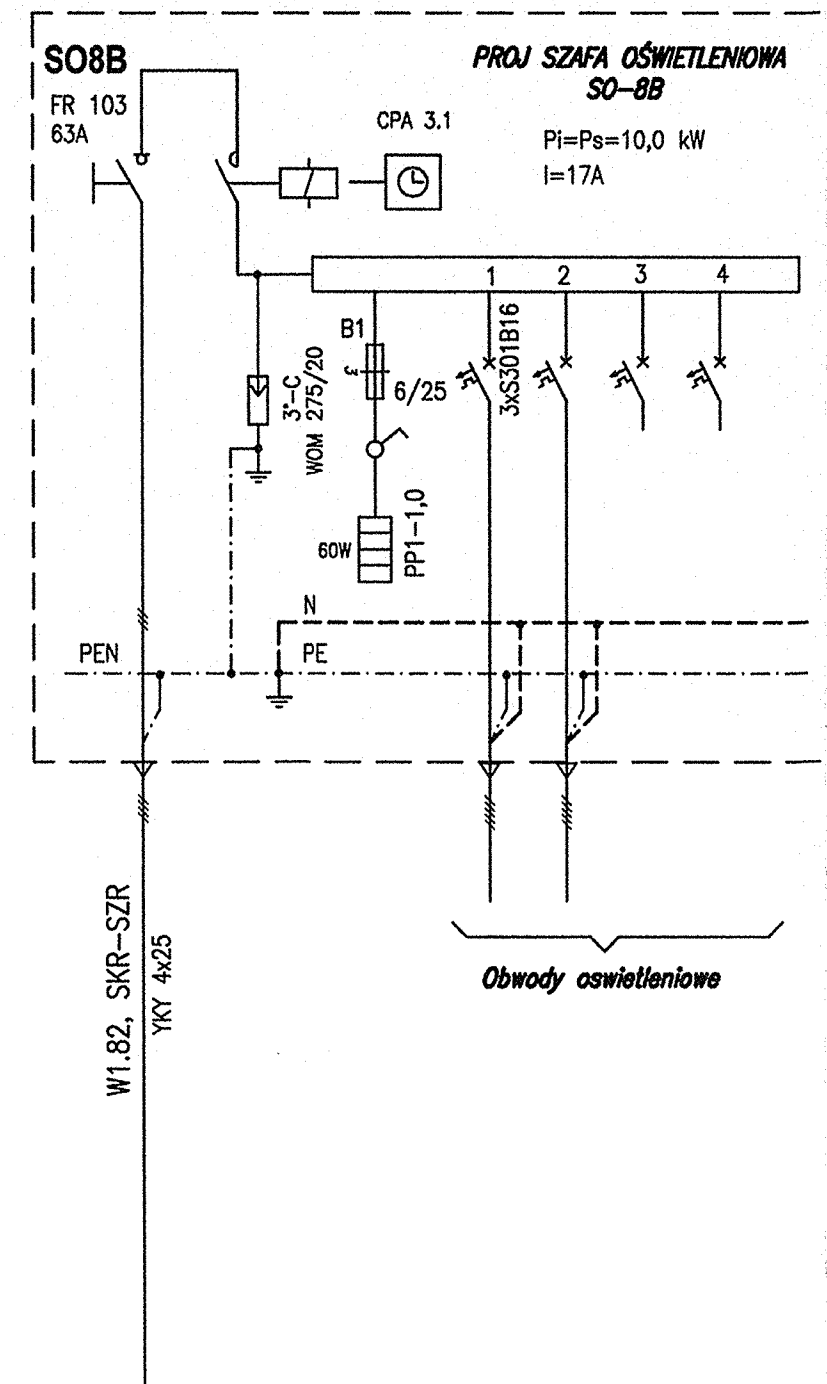 SO8B
FR 103
63A
CPA 3.1
PROJ SZAFA OŚWIETLENIOWA
SO-8B
Pi=Ps=10,0 kW
I=17A
1 2 3 4
B1
3
6/25
3xS301B16
3*-C
WOM 275/20
60W
PP1-1,0
N
PEN
PE
W1.82, SKR-SZR
YKY 4x25
Obwody oswietleniowe